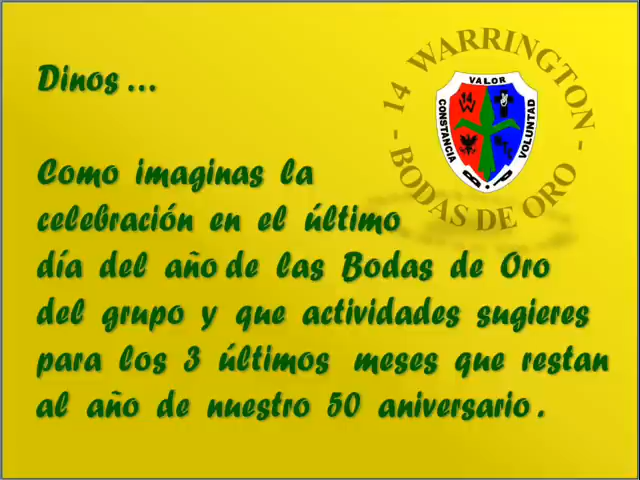 Dinos ...
14 WARRINGTON
- BODAS DE ORO -
VALOR
CONSTANCIA
VOLUNTAD
Como imaginas la
celebración en el último
día del año de las Bodas de Oro
del grupo y que actividades sugieres
para los 3 últimos meses que restan
al año de nuestro 50 aniversario.